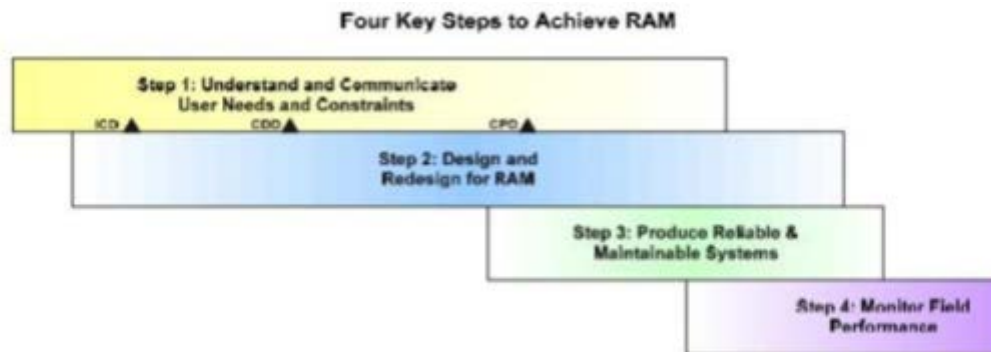 Four Key Steps to Achieve RAM
Step 1: Understand and Communicate
User Needs and Constraints
ICD CDD CPD
Step 2: Design and
Redesign for RAM
Step 3: Produce Reliable &
Maintainable Systems
Step 4: Monitor Field
Performance